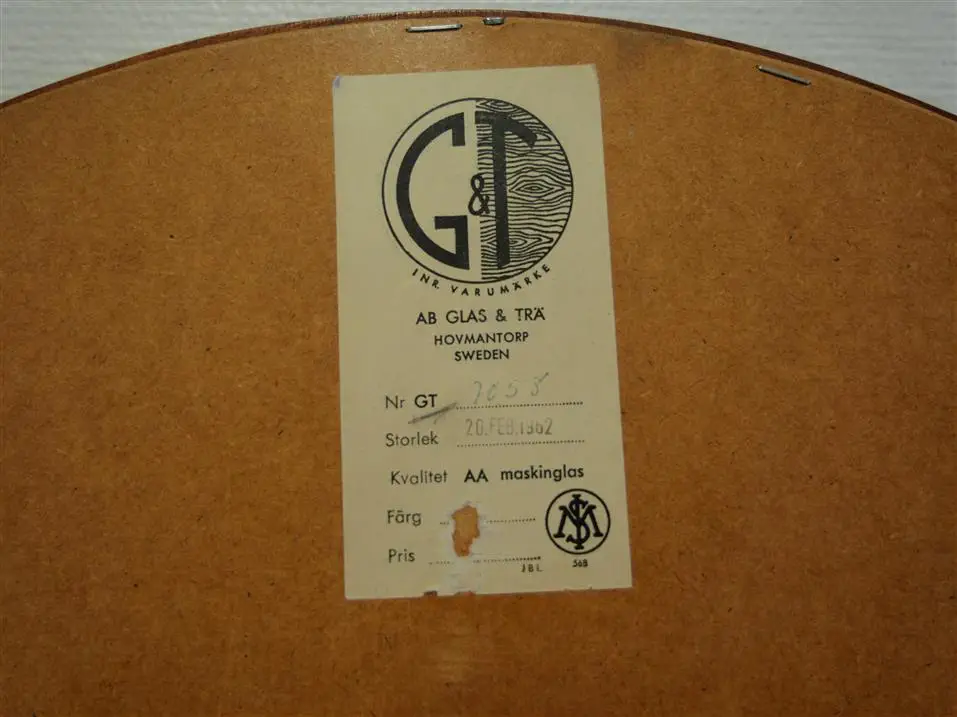 G&T
INR. VARUMÄRKE
AB GLAS & TRÄ
HOVMANTORP
SWEDEN
Nr GT
Storlek 20.FEB.1962
Kvalitet AA maskinglas
Färg
Pris
JBL
568